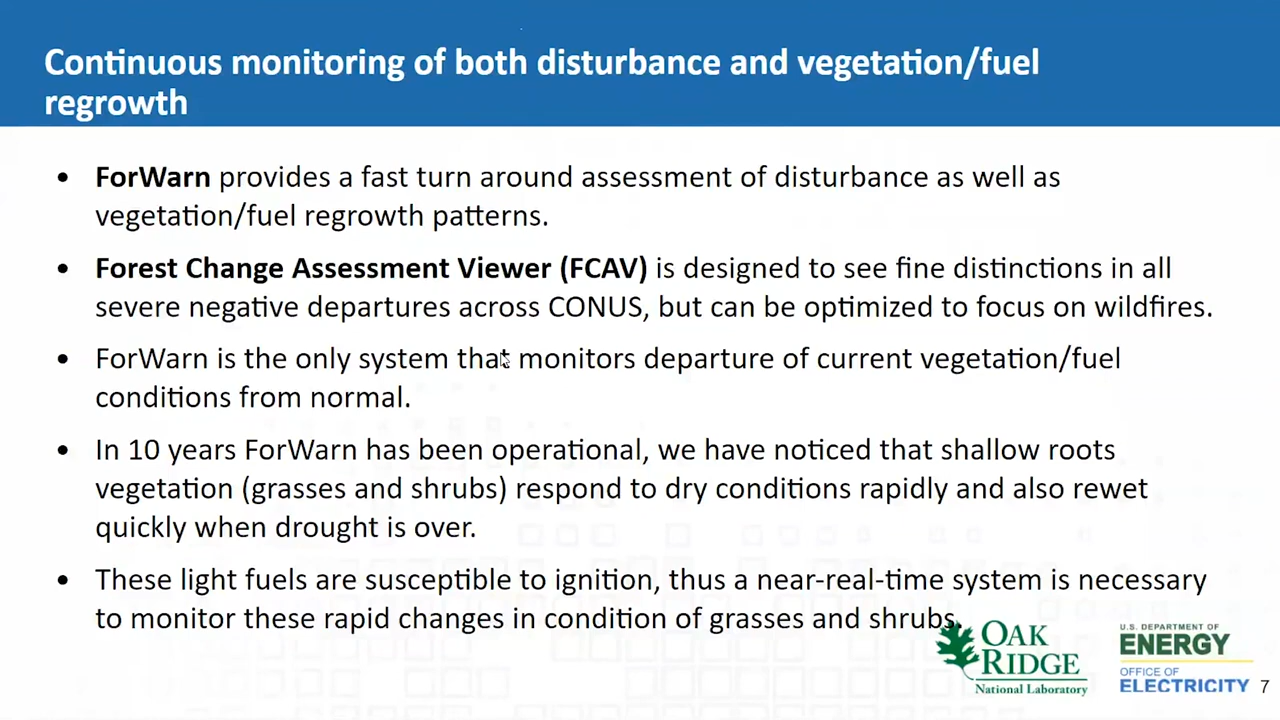 Continuous monitoring of both disturbance and vegetation/fuel
regrowth
• ForWarn provides a fast turn around assessment of disturbance as well as
vegetation/fuel regrowth patterns.
• Forest Change Assessment Viewer (FCAV) is designed to see fine distinctions in all
severe negative departures across CONUS, but can be optimized to focus on wildfires.
• ForWarn is the only system that monitors departure of current vegetation/fuel
conditions from normal.
• In 10 years ForWarn has been operational, we have noticed that shallow roots
vegetation (grasses and shrubs) respond to dry conditions rapidly and also rewet
quickly when drought is over.
• These light fuels are susceptible to ignition, thus a near-real-time system is necessary
to monitor these rapid changes in condition of grasses and shrubs.
OAK
RIDGE
National Laboratory
U.S. DEPARTMENT OF
ENERGY
OFFICE OF
ELECTRICITY
7